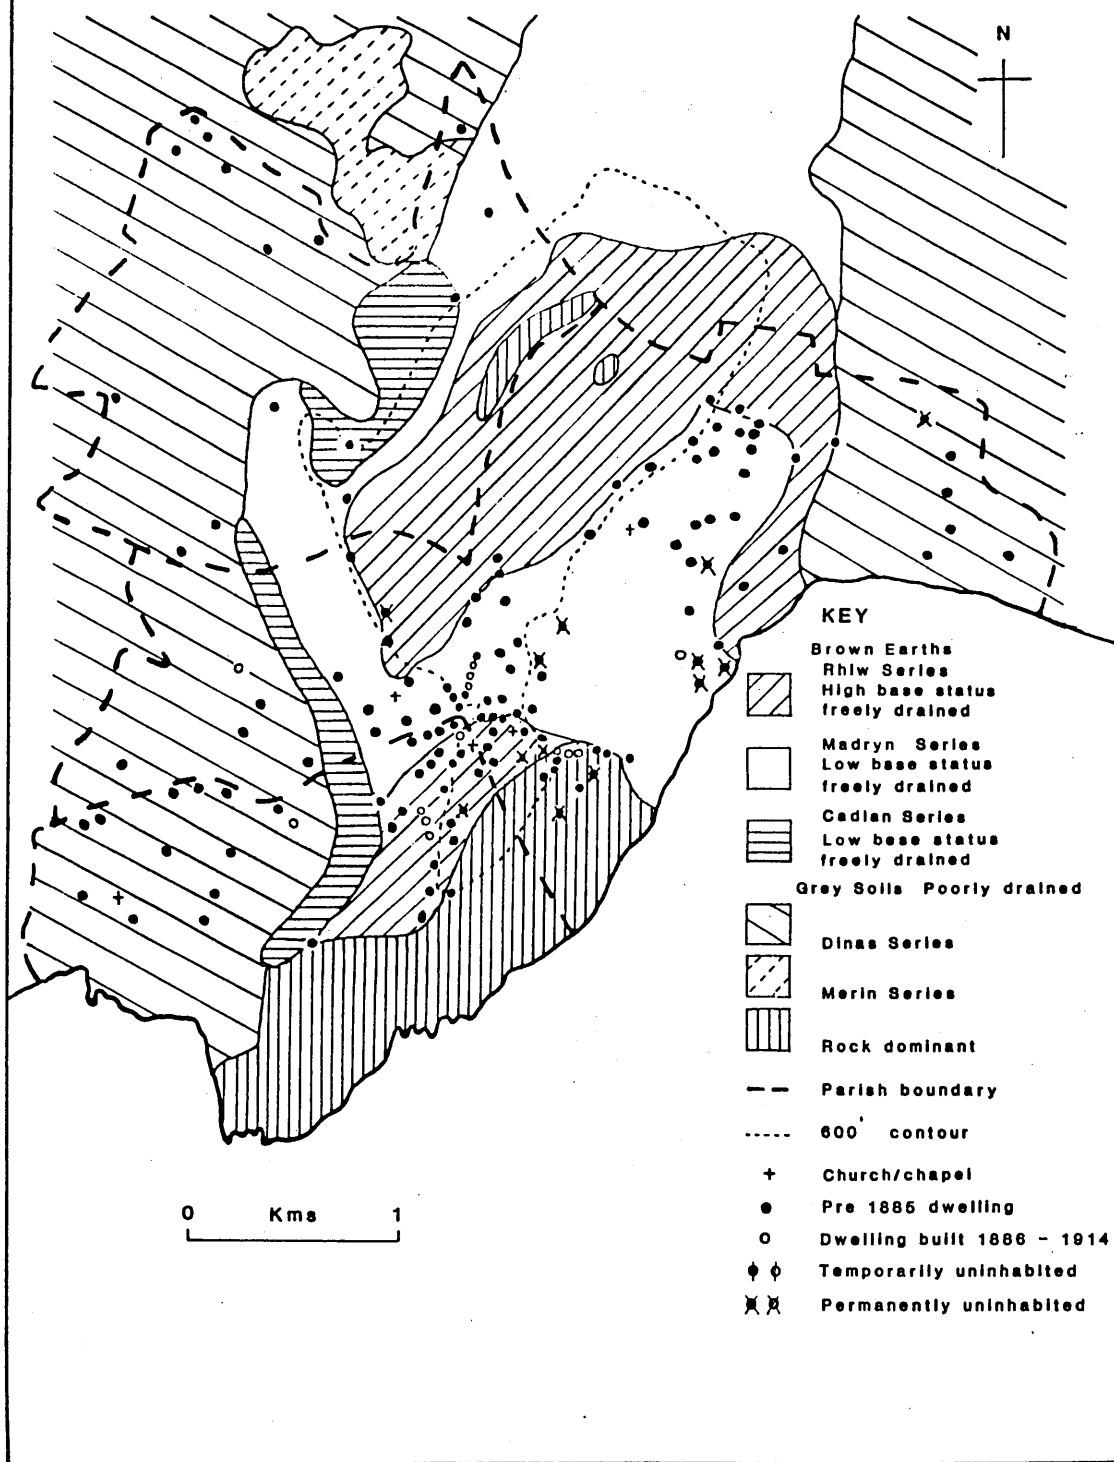 N
KEY
Brown Earths
Rhiw Series
High base status
freely drained
Madryn Series
Low base status
freely drained
Cadlan Series
Low base status
freely drained
Grey Soils Poorly drained
Dinas Series
Merin Series
Rock dominant
Parish boundary
600' contour
Church/chapel
Pre 1885 dwelling
Dwelling built 1886 - 1914
Temporarily uninhabited
Permanently uninhabited
0 Kms 1